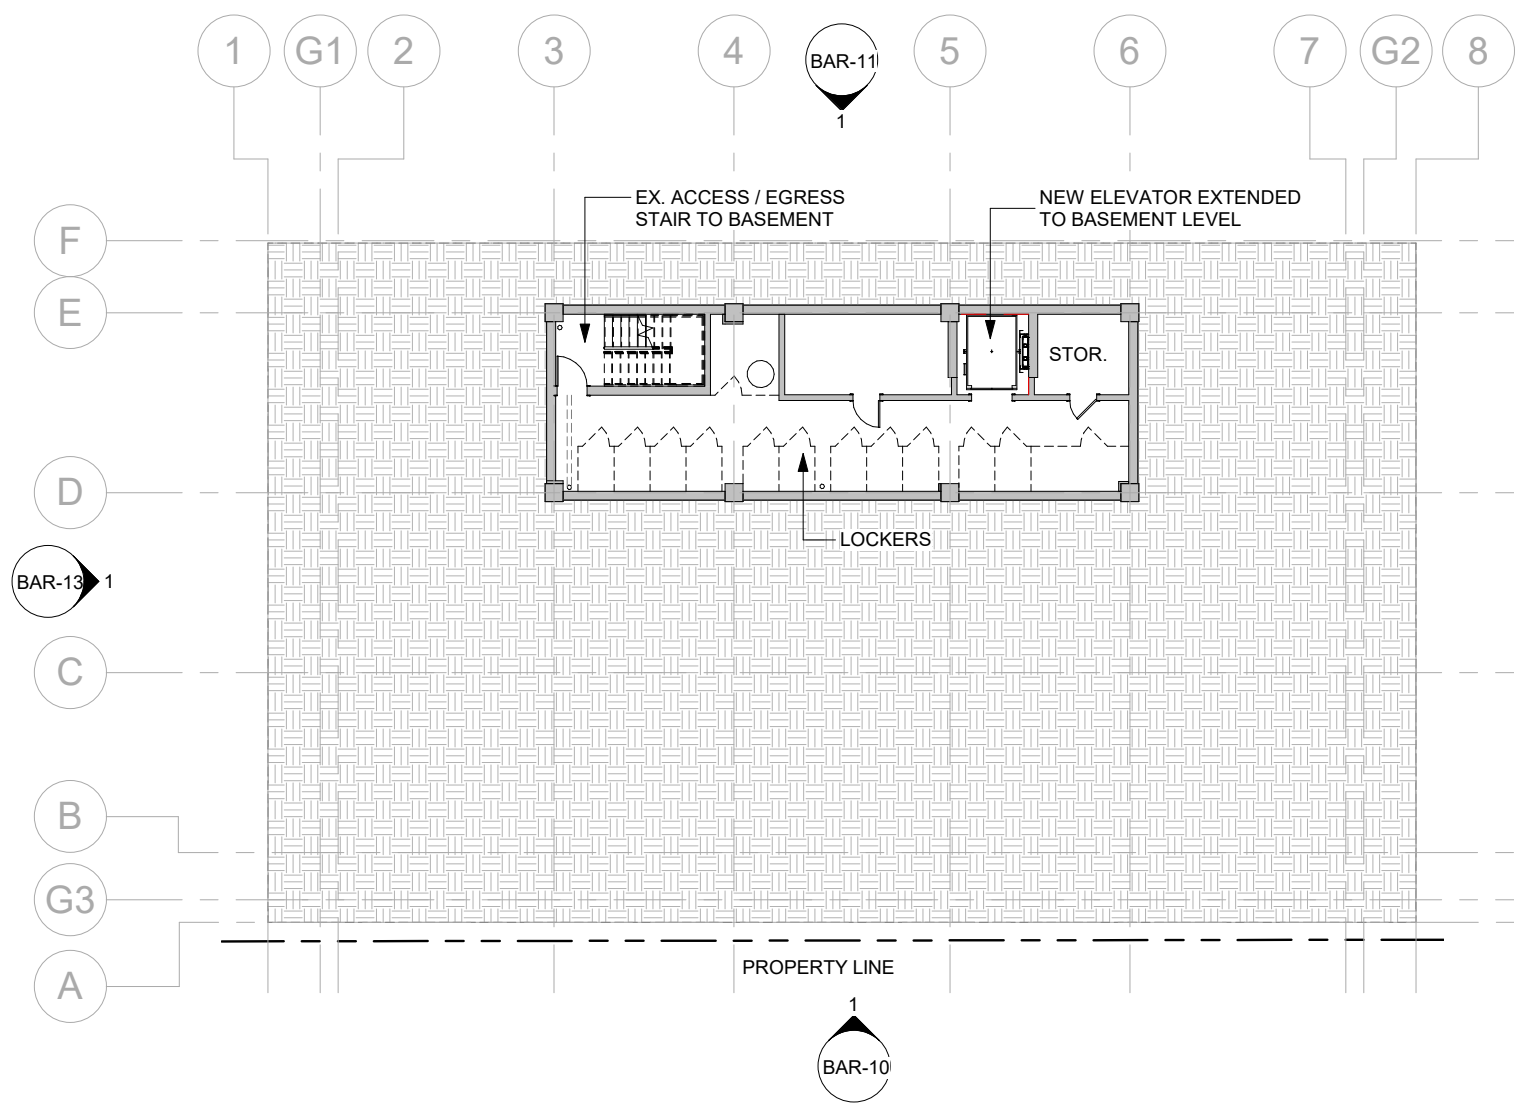 1
G1
2
3
4
BAR-11
5
6
7
G2
8
1
EX. ACCESS / EGRESS
STAIR TO BASEMENT
NEW ELEVATOR EXTENDED
TO BASEMENT LEVEL
F
E
STOR.
D
LOCKERS
BAR-13
1
C
B
G3
A
PROPERTY LINE
1
BAR-10